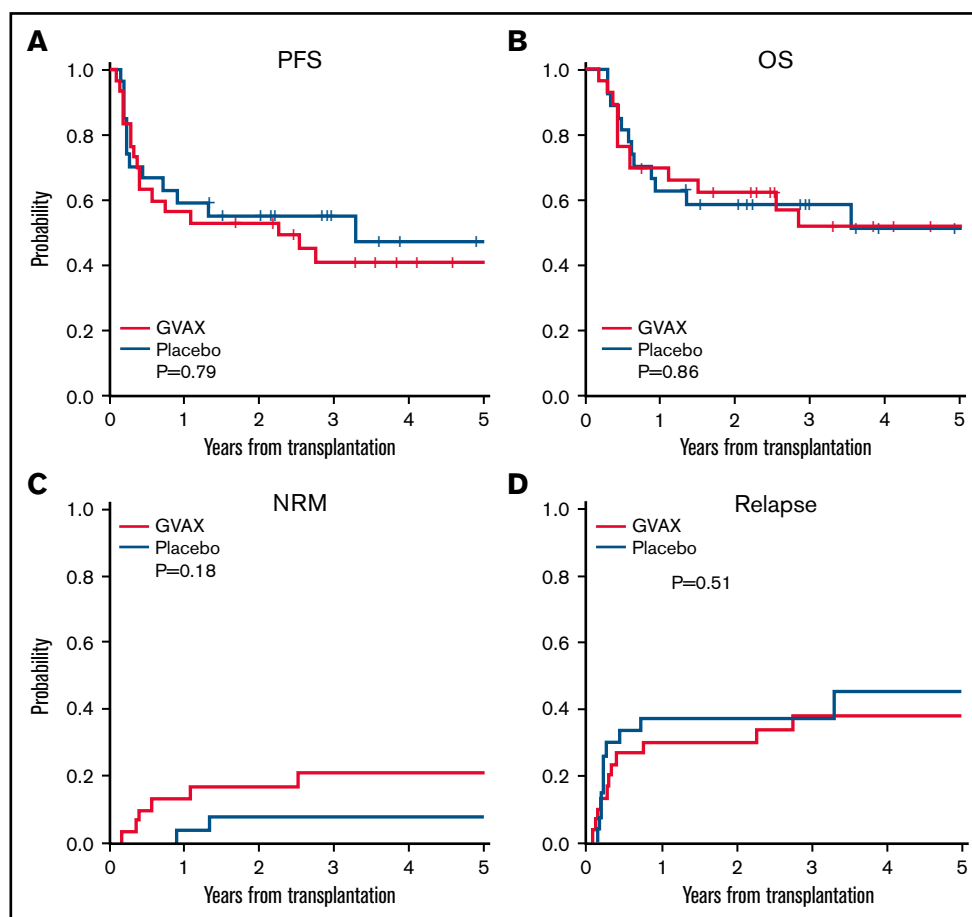 A
PFS
1.0
0.8
0.6
0.4
0.2
0.0
Probability
GVAX
Placebo
P=0.79
0 1 2 3 4 5
Years from transplantation
B
OS
1.0
0.8
0.6
0.4
0.2
0.0
GVAX
Placebo
P=0.86
0 1 2 3 4 5
Years from transplantation
C
NRM
1.0
0.8
0.6
0.4
0.2
0.0
Probability
GVAX
Placebo
P=0.18
0 1 2 3 4 5
Years from transplantation
D
Relapse
1.0
0.8
0.6
0.4
0.2
0.0
GVAX
Placebo
P=0.51
0 1 2 3 4 5
Years from transplantation